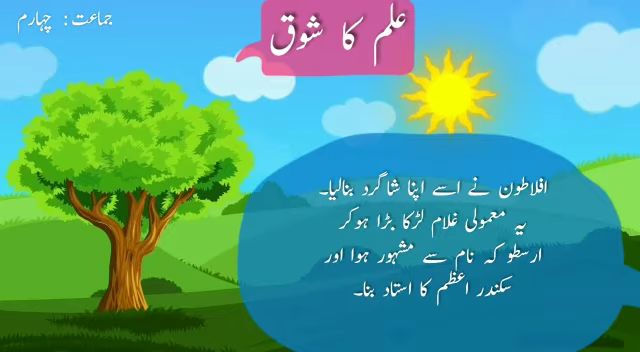 جماعت: چہارم
علم کا شوق
افلاطون نے اسے اپنا شاگرد بنالیا۔
یہ معمولی غلام لڑکا بڑا ہوکر
ارسطو کہ نام سے مشہور ہوا اور
سکندر اعظم کا استاد بنا۔